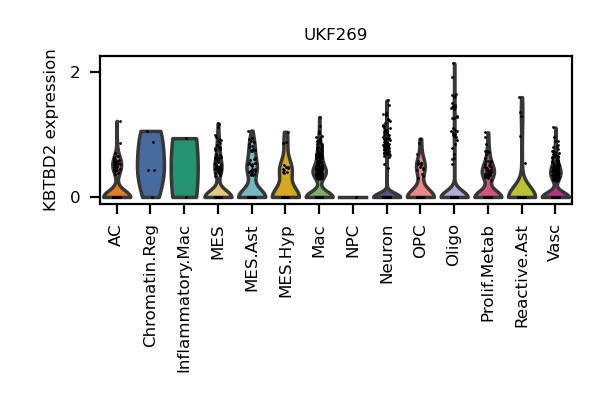 UKF269
KBTBD2 expression
2
0
AC
Chromatin.Reg
Inflammatory.Mac
MES
MES.Ast
MES.Hyp
Mac
NPC
Neuron
OPC
Oligo
Prolif.Metab
Reactive.Ast
Vasc